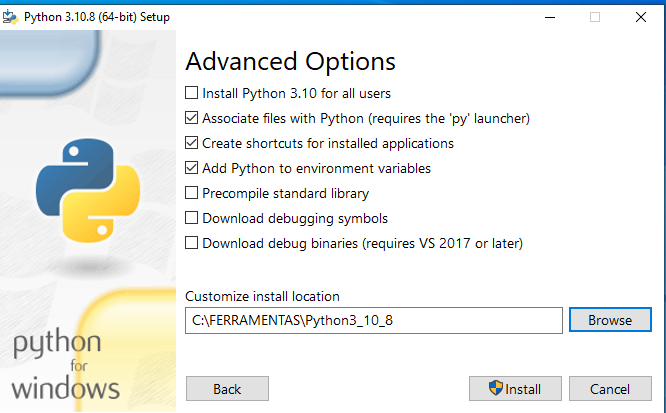 Python 3.10.8 (64-bit) Setup
Advanced Options
Install Python 3.10 for all users
Associate files with Python (requires the 'py' launcher)
Create shortcuts for installed applications
Add Python to environment variables
Precompile standard library
Download debugging symbols
Download debug binaries (requires VS 2017 or later)
Customize install location
C:\FERRAMENTAS\Python3_10_8
Browse
python
for
windows
Back
Install
Cancel